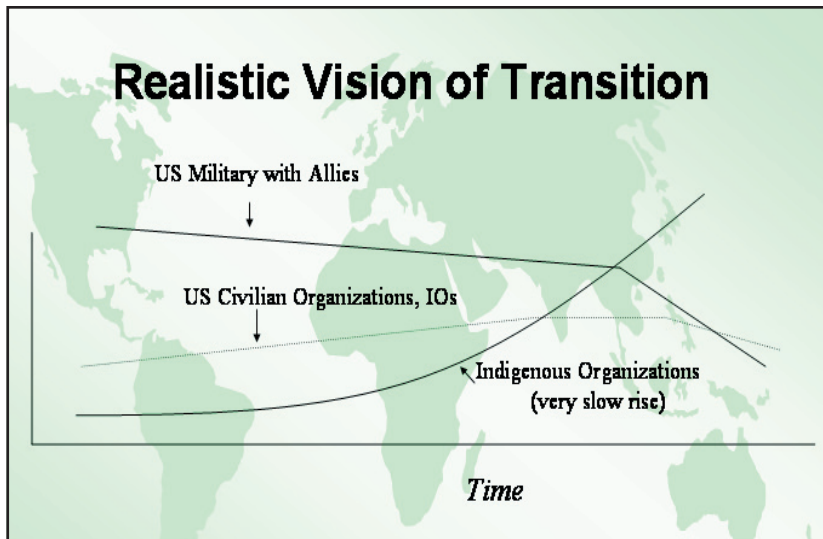 Realistic Vision of Transition
US Military with Allies
US Civilian Organizations, IOs
Indigenous Organizations
(very slow rise)
Time